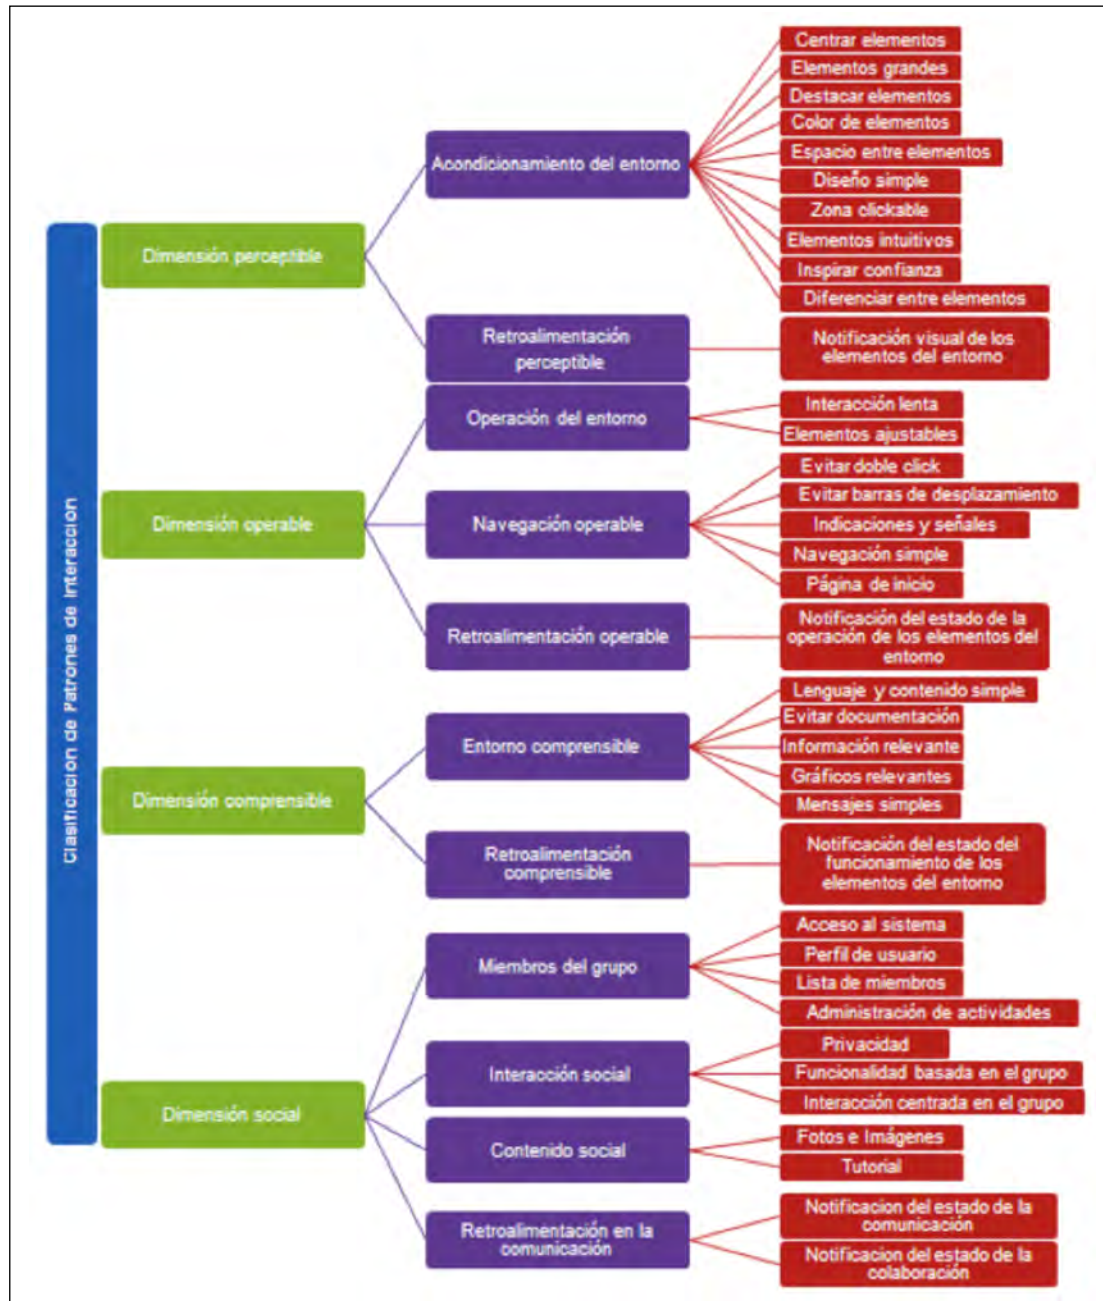 Clasificacion de Patrones de Interaccion
Dimensión perceptible
Acondicionamiento del entorno
Centrar elementos
Elementos grandes
Destacar elementos
Color de elementos
Espacio entre elementos
Diseño simple
Zona clickable
Elementos intuitivos
Inspirar confianza
Diferenciar entre elementos
Retroalimentación
perceptible
Notificación visual de los
elementos del entorno
Dimensión operable
Operación del entorno
Interacción lenta
Elementos ajustables
Navegación operable
Evitar doble click
Evitar barras de desplazamiento
Indicaciones y señales
Navegación simple
Página de inicio
Retroalimentación operable
Notificación del estado de la
operación de los elementos del
entorno
Dimensión comprensible
Entorno comprensible
Lenguaje y contenido simple
Evitar documentación
Información relevante
Gráficos relevantes
Mensajes simples
Retroalimentación
comprensible
Notificación del estado del
funcionamiento de los
elementos del entorno
Dimensión social
Miembros del grupo
Acceso al sistema
Perfil de usuario
Lista de miembros
Administración de actividades
Interacción social
Privacidad
Funcionalidad basada en el grupo
Interacción centrada en el grupo
Contenido social
Fotos e Imágenes
Tutorial
Retroalimentación en la
comunicación
Notificacion del estado de la
comunicación
Notificacion del estado de la
colaboración